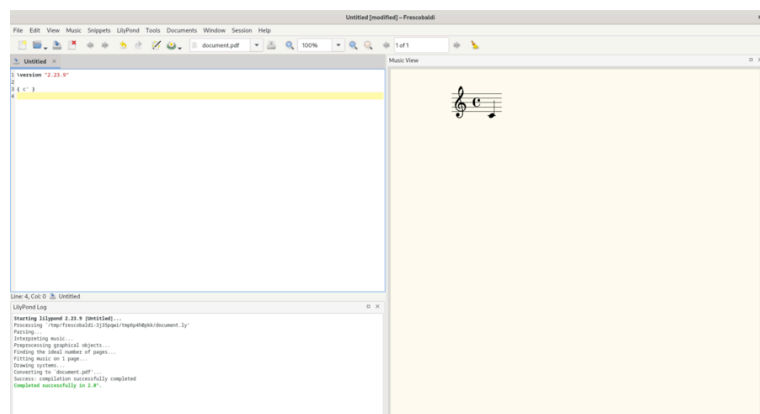 Untitled [modified] – Frescobaldi
File Edit View Music Snippets LilyPond Tools Documents Window Session Help
document.pdf 100% 1 of 1
Untitled
Music View
1 \version "2.23.9"
2
3 { c' }
4
Line: 4, Col: 0 Untitled
LilyPond Log
Starting lilypond 2.23.9 [Untitled]...
Parsing...
Interpreting music...
Preprocessing graphical objects...
Finding the ideal number of pages...
Fitting music on 1 page...
Drawing systems...
Converting to `document.pdf'...
Success: compilation successfully completed
Completed successfully in 2.0".